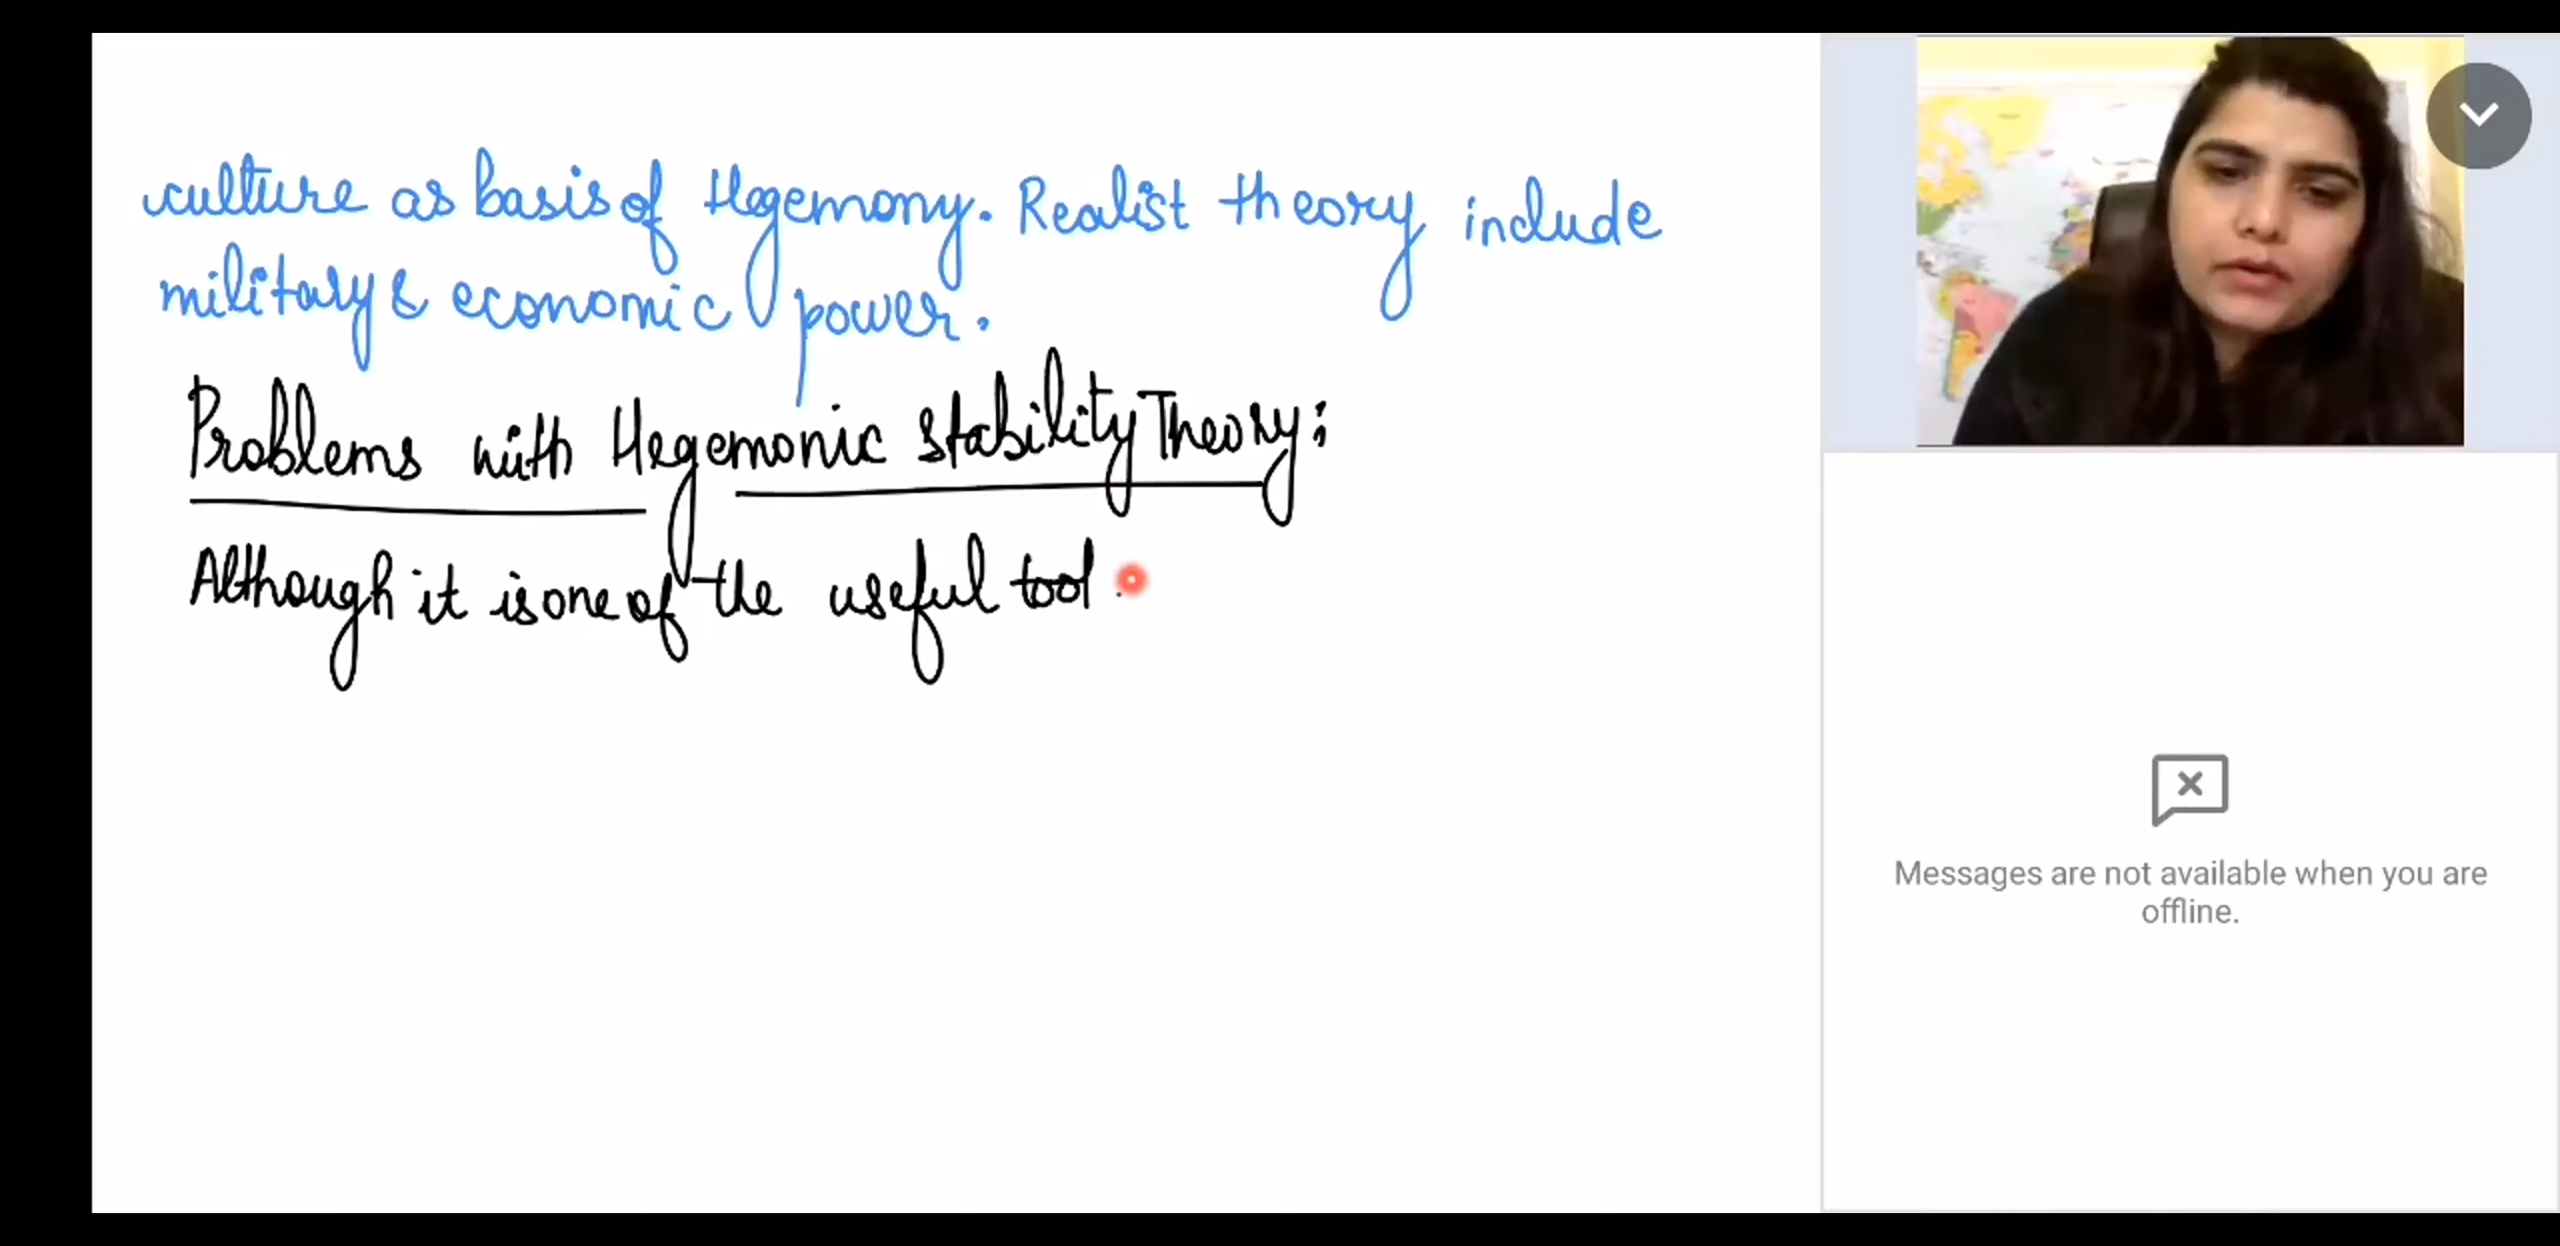 culture as basis of Hegemony. Realist theory include
military & economic power.
Problems with Hegemonic Stability Theory:
Although it is one of the useful tool
Messages are not available when you are
offline.